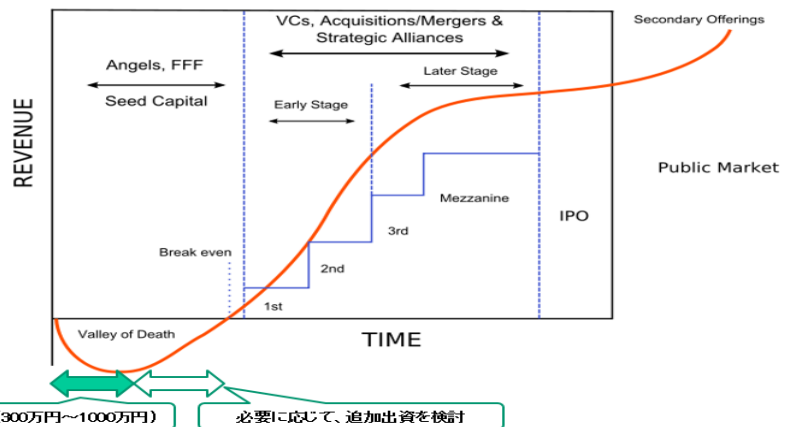 VCs, Acquisitions/Mergers &
Strategic Alliances
Secondary Offerings
Angels, FFF
Seed Capital
Later Stage
Early Stage
REVENUE
Public Market
Mezzanine
IPO
3rd
Break even
2nd
1st
Valley of Death
TIME
300万円～1000万円）
必要に応じて、追加出資を検討